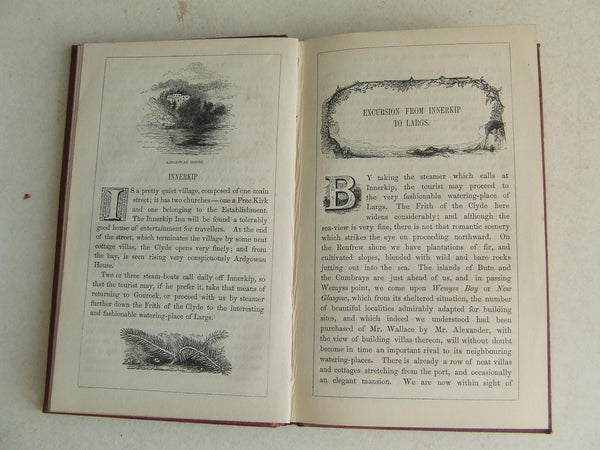 ARDGOWAN HOUSE.
INNERKIP
IS a pretty quiet village, composed of one main
street; it has two churches—one a Free Kirk
and one belonging to the Establishment.
The Innerkip Inn will be found a tolerably
good house of entertainment for travellers. At the
end of the street, which terminates the village by some neat
cottage villas, the Clyde opens very finely; and from
the bay, is seen rising very conspicuously Ardgowan
House.
Two or three steam-boats call daily off Innerkip, so
that the tourist may, if he prefer it, take that means of
returning to Gourock, or proceed with us by steamer
further down the Frith of Clyde to the interesting
and fashionable watering-place of Largs.
EXCURSION FROM INNERKIP
TO LARGS.
BY taking the steamer which calls at
Innerkip, the tourist may proceed to
the very fashionable watering-place of
Largs. The Frith of the Clyde here
widens considerably; and although the
sea-view is very fine, there is not that romantic scenery
which strikes the eye on proceeding northward. On
the Renfrew shore we have plantations of fir, and
cultivated slopes, blended with wild and bare rocks
jutting out into the sea. The islands of Bute and
the Cumbrays are just ahead of us, and in passing
Wemyss point, we come upon Wemyss Bay or New
Glasgow, which from its sheltered situation, the number
of beautiful localities admirably adapted for building
sites, and which indeed we understood had been
purchased of Mr. Wallace by Mr. Alexander, with
the view of building villas thereon, will without doubt
become in time an important rival to its neighbouring
watering-places. There is already a row of neat villas
and cottages stretching from the port, and occasionally
an elegant mansion. We are now within sight of